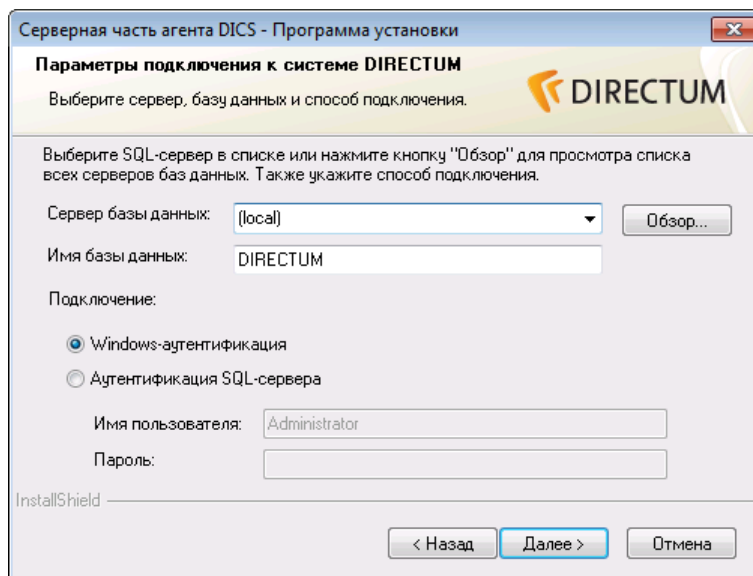 Серверная часть агента DICS - Программа установки
Параметры подключения к системе DIRECTUM
Выберите сервер, базу данных и способ подключения.
DIRECTUM
Выберите SQL-сервер в списке или нажмите кнопку "Обзор" для просмотра списка
всех серверов баз данных. Также укажите способ подключения.
Сервер базы данных: (local) Обзор...
Имя базы данных: DIRECTUM
Подключение:
Windows-аутентификация
Аутентификация SQL-сервера
Имя пользователя: Administrator
Пароль:
InstallShield
< Назад Далее > Отмена